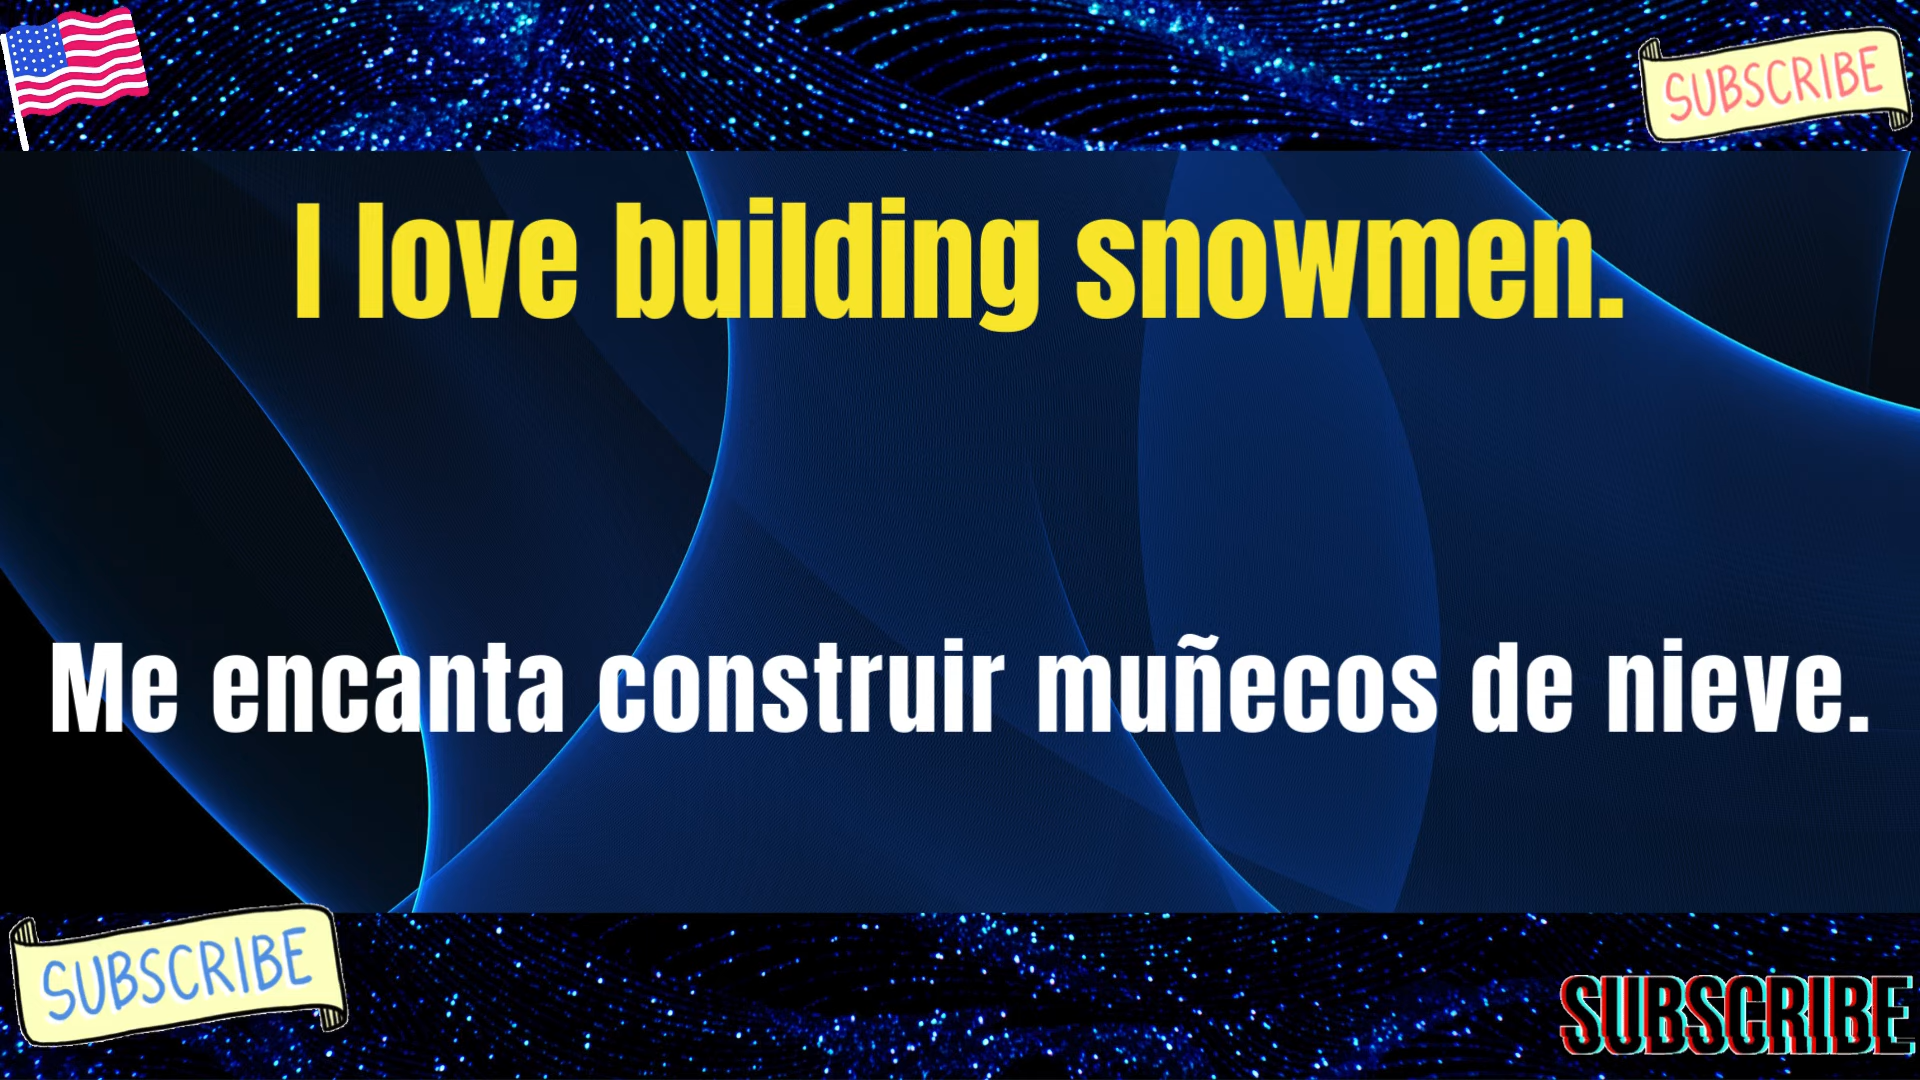 SUBSCRIBE
I love building snowmen.
Me encanta construir muñecos de nieve.
SUBSCRIBE
SUBSCRIBE